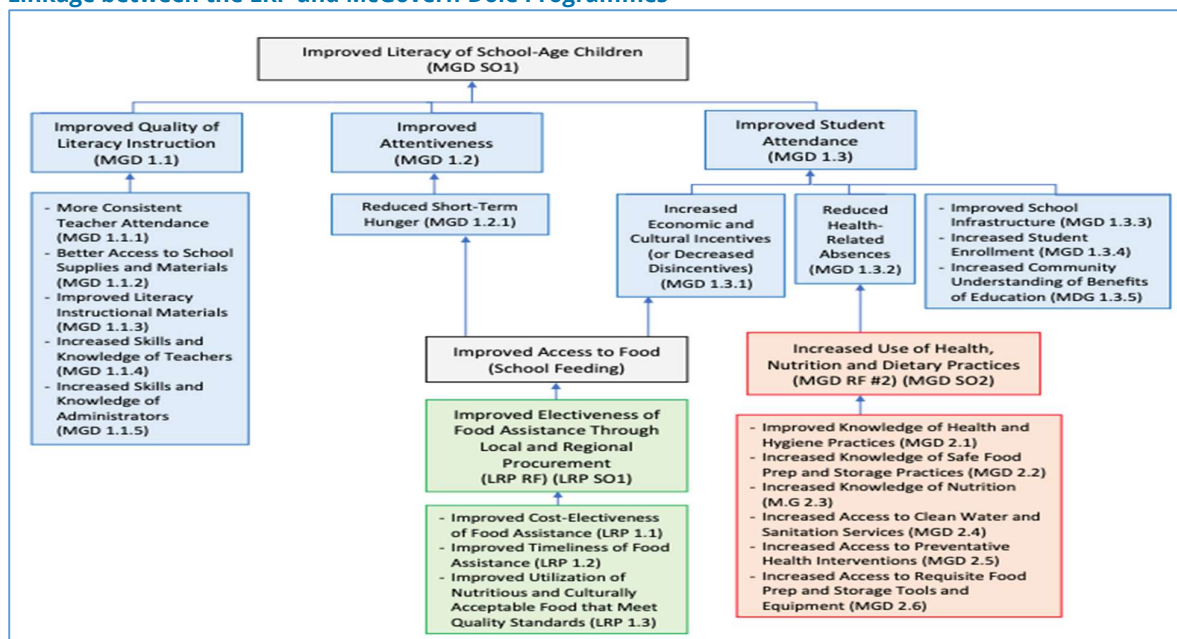 Linkage between the LRP and McGovern Dole Programmes
Improved Literacy of School-Age Children
(MGD SO1)
Improved Quality of
Literacy Instruction
(MGD 1.1)
Improved
Attentiveness
(MGD 1.2)
Improved Student
Attendance
(MGD 1.3)
- More Consistent
Teacher Attendance
(MGD 1.1.1)
- Better Access to School
Supplies and Materials
(MGD 1.1.2)
- Improved Literacy
Instructional Materials
(MGD 1.1.3)
- Increased Skills and
Knowledge of Teachers
(MGD 1.1.4)
- Increased Skills and
Knowledge of
Administrators
(MGD 1.1.5)
Reduced Short-Term
Hunger (MGD 1.2.1)
Increased
Economic and
Cultural Incentives
(or Decreased
Disincentives)
(MGD 1.3.1)
Reduced
Health-
Related
Absences
(MGD 1.3.2)
- Improved School
Infrastructure (MGD 1.3.3)
- Increased Student
Enrollment (MGD 1.3.4)
- Increased Community
Understanding of Benefits
of Education (MDG 1.3.5)
Improved Access to Food
(School Feeding)
Increased Use of Health,
Nutrition and Dietary Practices
(MGD RF #2) (MGD SO2)
Improved Electiveness of
Food Assistance Through
Local and Regional
Procurement
(LRP RF) (LRP SO1)
- Improved Cost-Electiveness
of Food Assistance (LRP 1.1)
- Improved Timeliness of Food
Assistance (LRP 1.2)
- Improved Utilization of
Nutritious and Culturally
Acceptable Food that Meet
Quality Standards (LRP 1.3)
- Improved Knowledge of Health and
Hygiene Practices (MGD 2.1)
- Increased Knowledge of Safe Food
Prep and Storage Practices (MGD 2.2)
- Increased Knowledge of Nutrition
(M.G 2.3)
- Increased Access to Clean Water and
Sanitation Services (MGD 2.4)
- Increased Access to Preventative
Health Interventions (MGD 2.5)
- Increased Access to Requisite Food
Prep and Storage Tools and
Equipment (MGD 2.6)